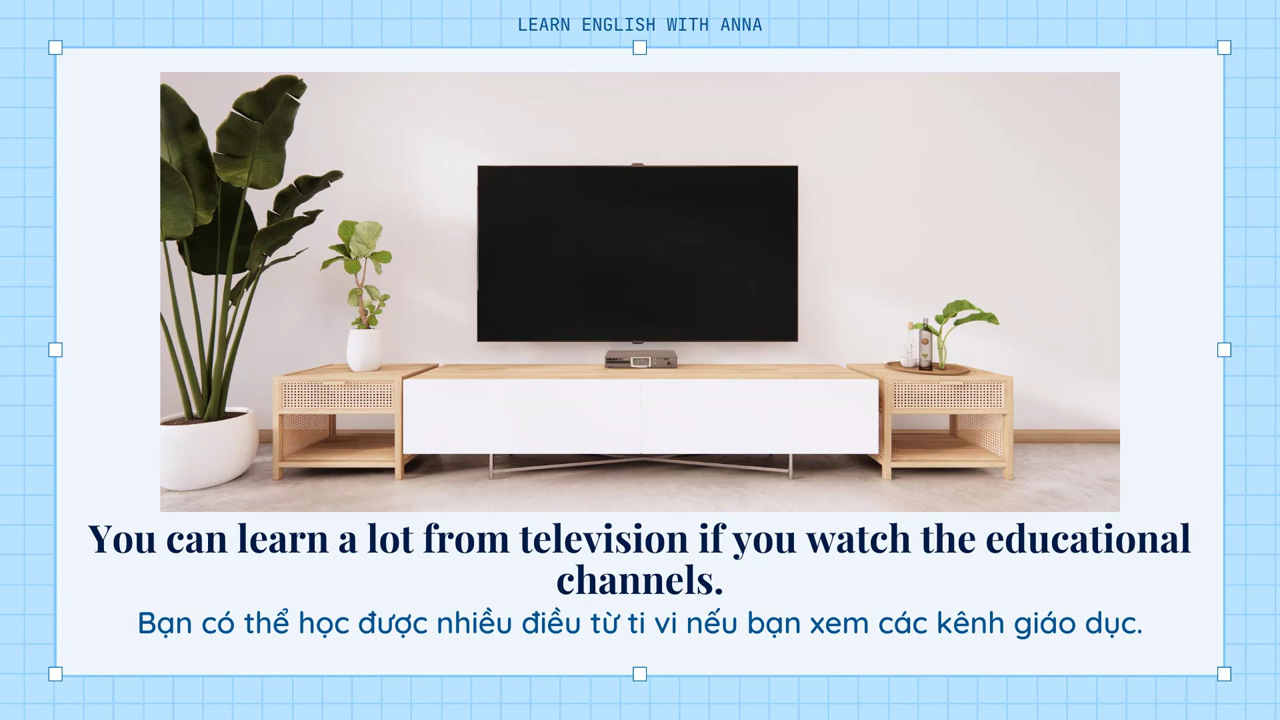 LEARN ENGLISH WITH ANNA
You can learn a lot from television if you watch the educational
channels.
Bạn có thể học được nhiều điều từ ti vi nếu bạn xem các kênh giáo dục.